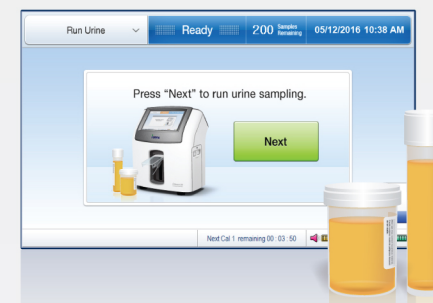 Run Urine
Ready
200 Samples Remaining
05/12/2016 10:38 AM
Press “Next” to run urine sampling.
Next
Next Cal 1 remaining 00 : 03 : 50